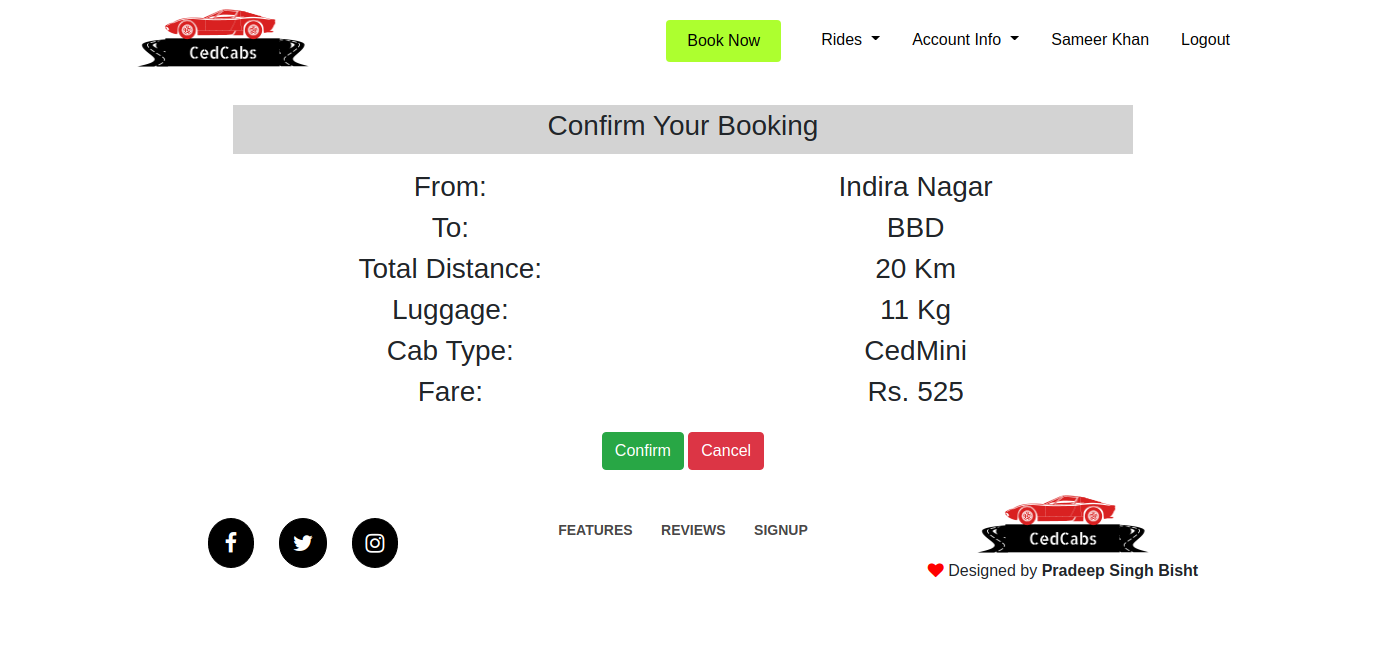 CedCabs
Book Now Rides Account Info Sameer Khan Logout
Confirm Your Booking
From: Indira Nagar
To: BBD
Total Distance: 20 Km
Luggage: 11 Kg
Cab Type: CedMini
Fare: Rs. 525
Confirm Cancel
FEATURES REVIEWS SIGNUP
CedCabs
Designed by Pradeep Singh Bisht